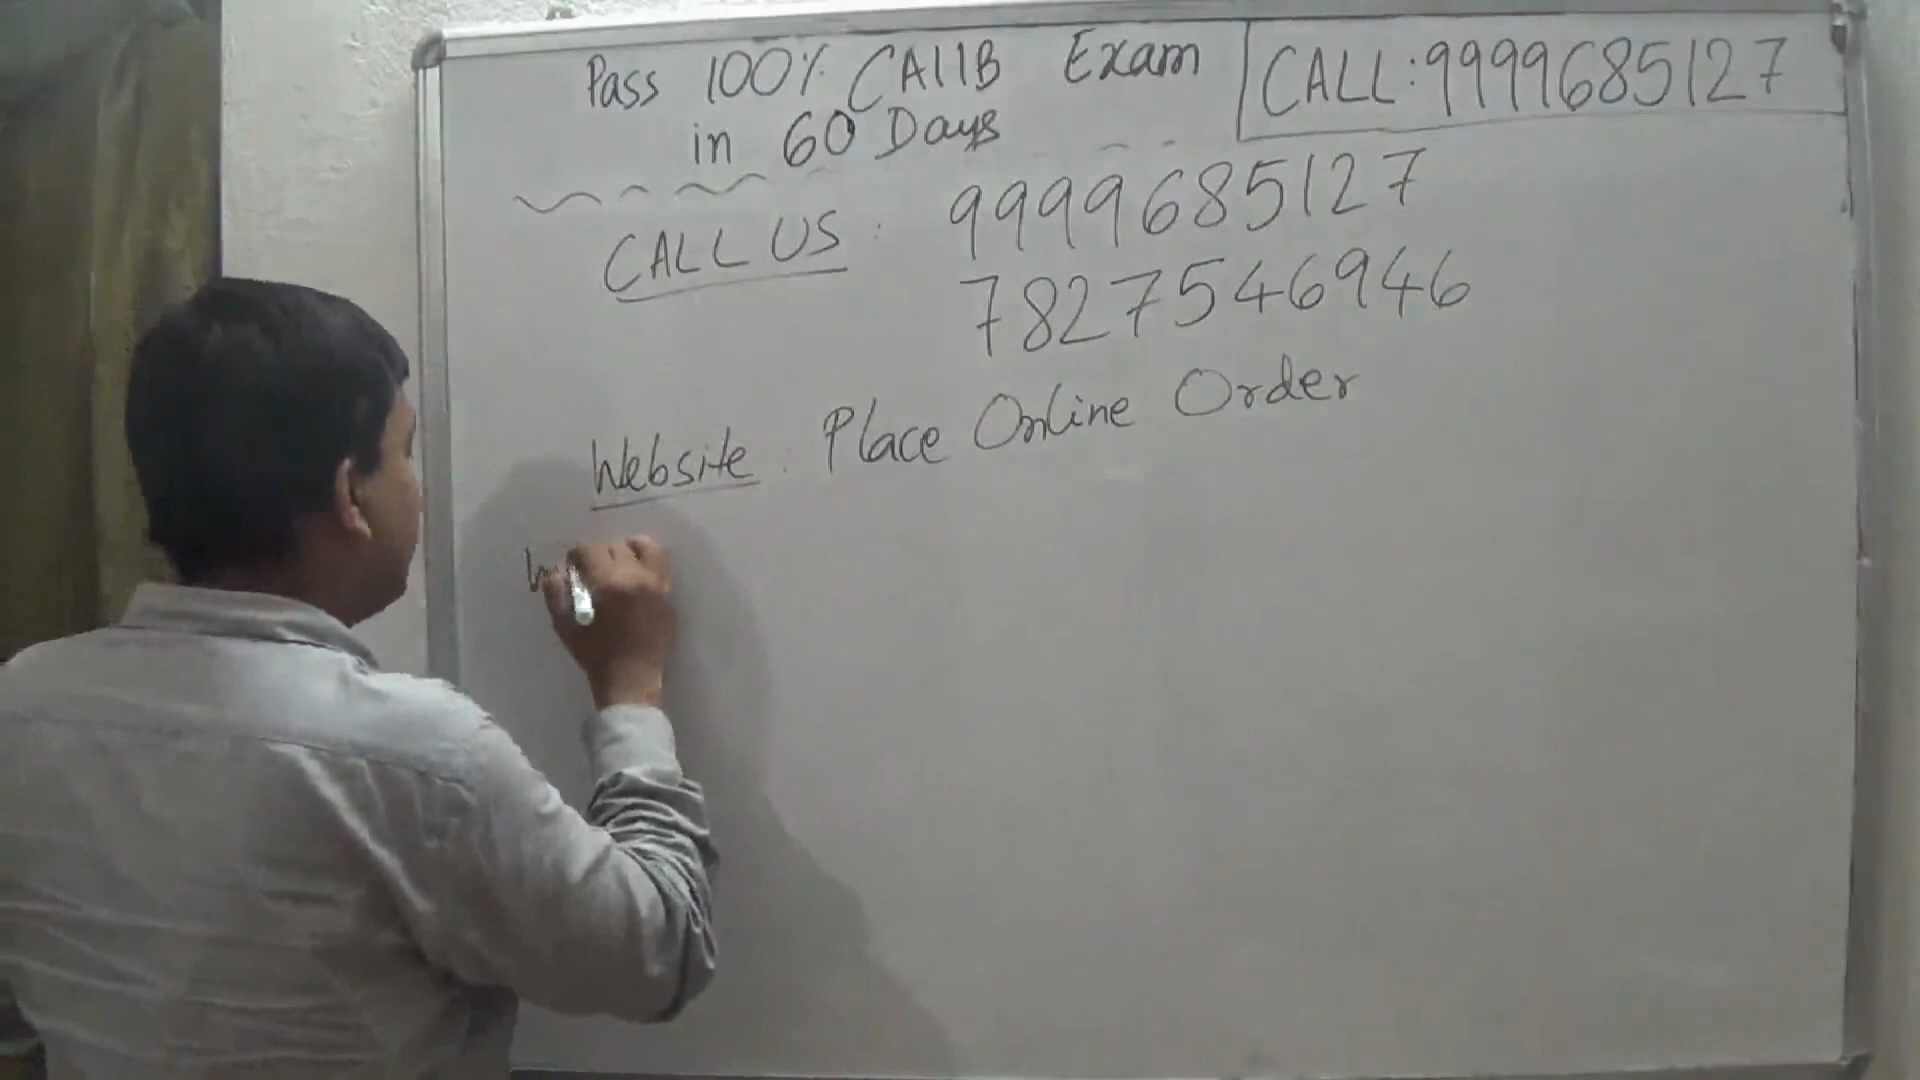 Pass 100% CAIIB Exam
in 60 Days
CALL: 9999685127
CALL US : 9999685127
7827546946
Website : Place Online Order